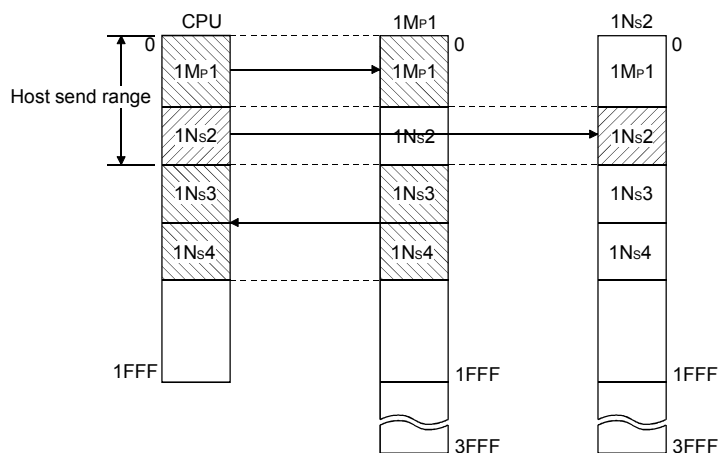 CPU 1MP1 1NS2
0 0 0
1MP1 1MP1 1MP1
Host send range
1NS2 1NS2 1NS2
1NS3 1NS3 1NS3
1NS4 1NS4 1NS4
1FFF 1FFF 1FFF
3FFF 3FFF